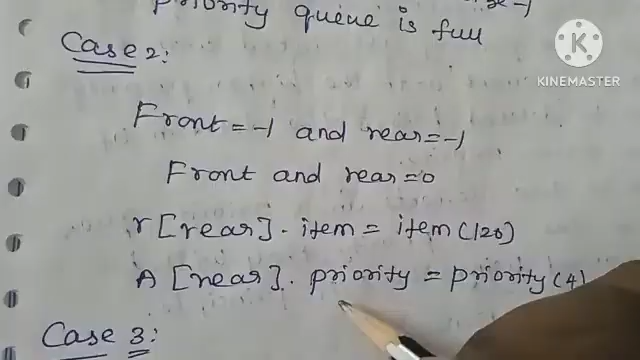 priority queue is full
KINEMASTER
Case 2:
Front=-1 and rear=-1
Front and rear=0
r[rear].item = item(120)
A[rear].priority = priority(4)
Case 3: